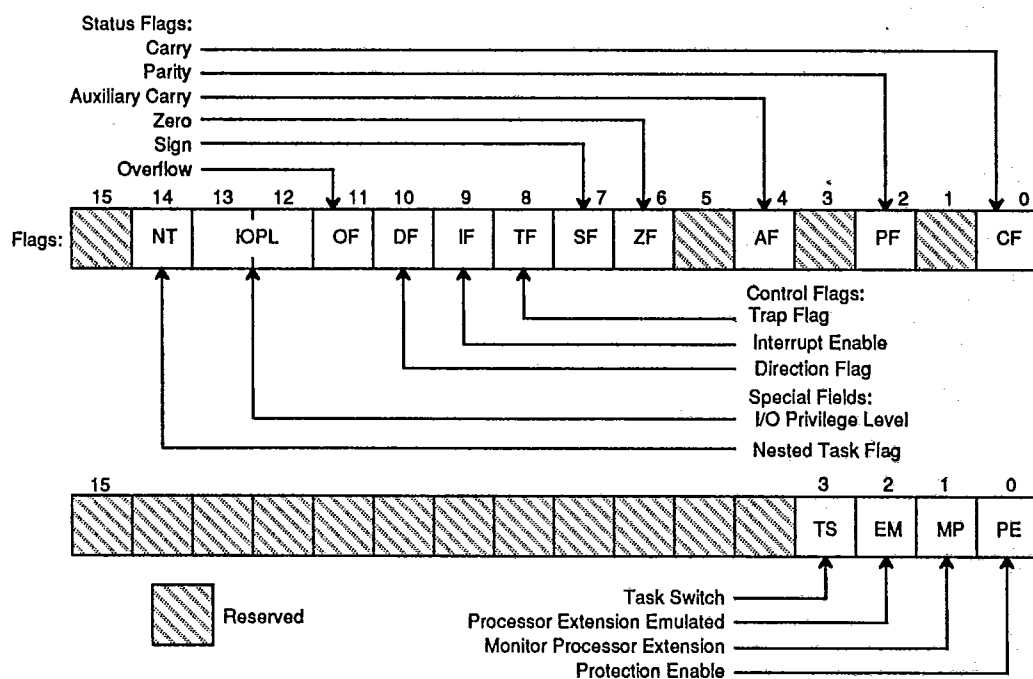 Status Flags:
Carry
Parity
Auxiliary Carry
Zero
Sign
Overflow
15 14 13 12 11 10 9 8 7 6 5 4 3 2 1 0
Flags: NT IOPL OF DF IF TF SF ZF AF PF CF
Control Flags:
Trap Flag
Interrupt Enable
Direction Flag
Special Fields:
I/O Privilege Level
Nested Task Flag
15 3 2 1 0
TS EM MP PE
Task Switch
Processor Extension Emulated
Monitor Processor Extension
Protection Enable
Reserved